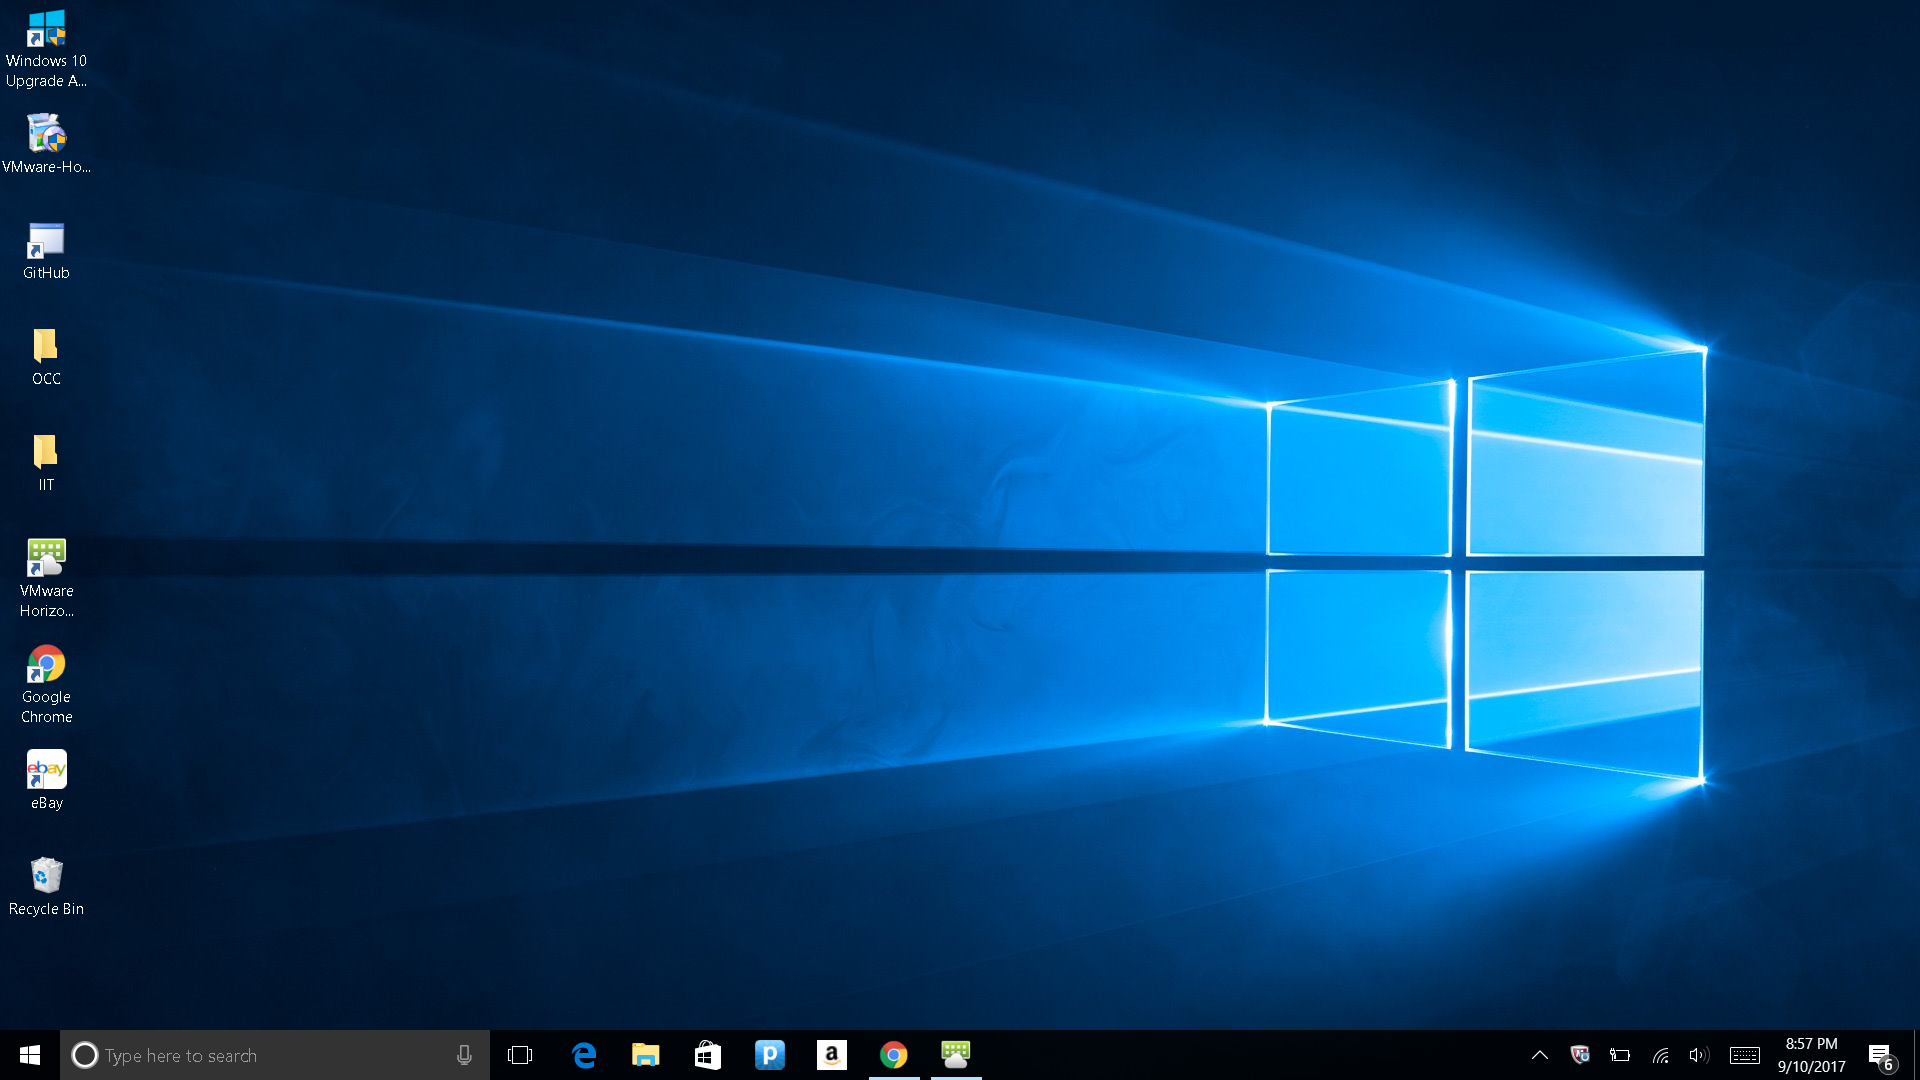 Windows 10
Upgrade A...
VMware-Ho...
GitHub
OCC
IIT
VMware
Horizo...
Google
Chrome
ebay
eBay
Recycle Bin
Type here to search
p
a
8:57 PM
9/10/2017
6